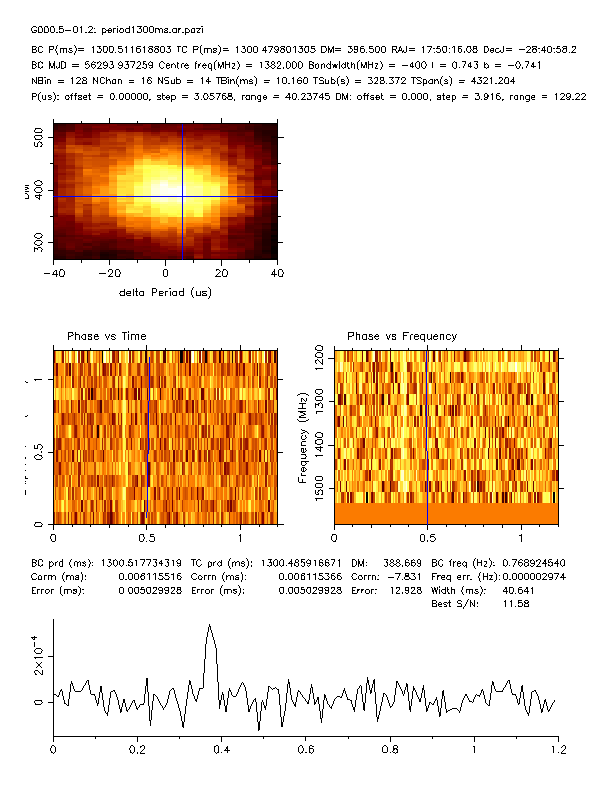 G000.5-01.2: period1300ms.ar.pazi
BC P(ms)= 1300.511618803 TC P(ms)= 1300 479801305 DM= 396.500 RAJ= 17:50:16.08 DecJ= -28:40:58.2
BC MJD = 56293 937259 Centre freq(MHz) = 1382.000 Bandwidth(MHz) = -400 l = 0.743 b = -0.741
NBin = 128 NChan = 16 NSub = 14 TBin(ms) = 10.160 TSub(s) = 328.372 TSpan(s) = 4321.204
P(us): offset = 0.00000, step = 3.05768, range = 40.23745 DM: offset = 0.000, step = 3.916, range = 129.22
500
400
300
DM
-40 -20 0 20 40
delta Period (us)
Phase vs Time
1
0.5
0
0 0.5 1
Phase vs Frequency
Frequency (MHz)
1200
1300
1400
1500
0 0.5 1
BC prd (ms): 1300.517734319 TC prd (ms): 1300.485916671 DM: 388.669 BC freq (Hz): 0.768924540
Corrn (ms): 0.006115516 Corrn (ms): 0.006115366 Corrn: -7.831 Freq err. (Hz): 0.000002974
Error (ms): 0 005029928 Error (ms): 0 005029928 Error: 12.928 Width (ms): 40.641
Best S/N: 11.58
2×10⁻⁴
0
0 0.2 0.4 0.6 0.8 1 1.2